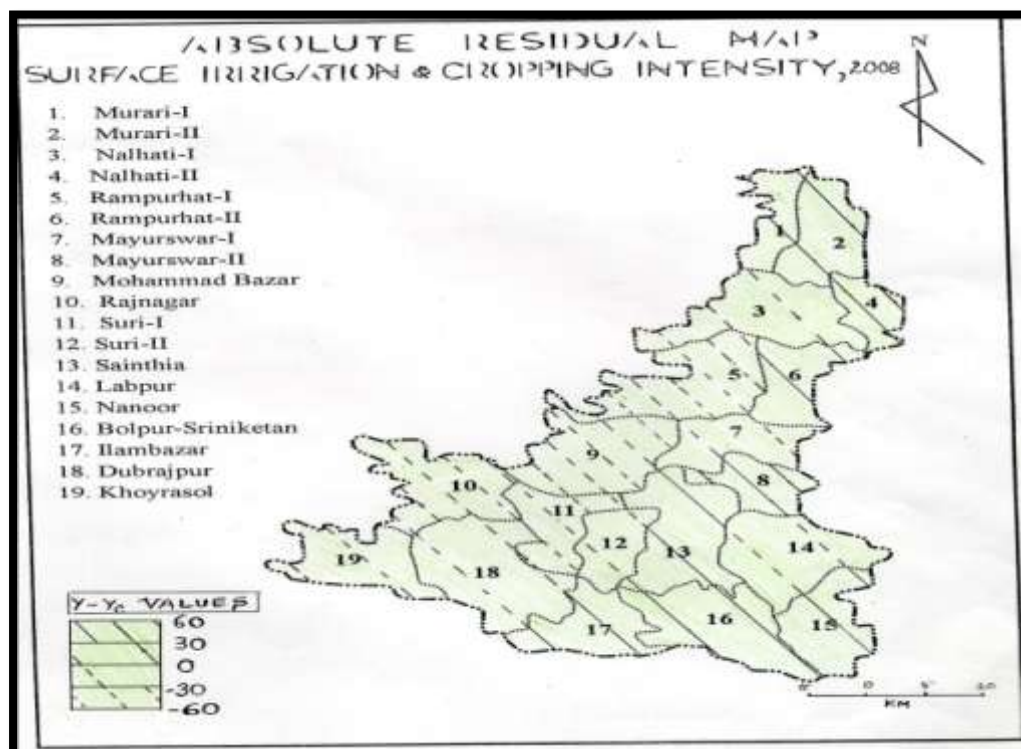 ABSOLUTE RESIDUAL MAP
SURFACE IRRIGATION & CROPPING INTENSITY, 2008
N
1. Murari-I
2. Murari-II
3. Nalhati-I
4. Nalhati-II
5. Rampurhat-I
6. Rampurhat-II
7. Mayurswar-I
8. Mayurswar-II
9. Mohammad Bazar
10. Rajnagar
11. Suri-I
12. Suri-II
13. Sainthia
14. Labpur
15. Nanoor
16. Bolpur-Sriniketan
17. Ilambazar
18. Dubrajpur
19. Khoyrasol
1
2
3
4
5
6
7
8
9
10
11
12
13
14
15
16
17
18
19
Y-Yc VALUES
60
30
0
-30
-60
0
KM